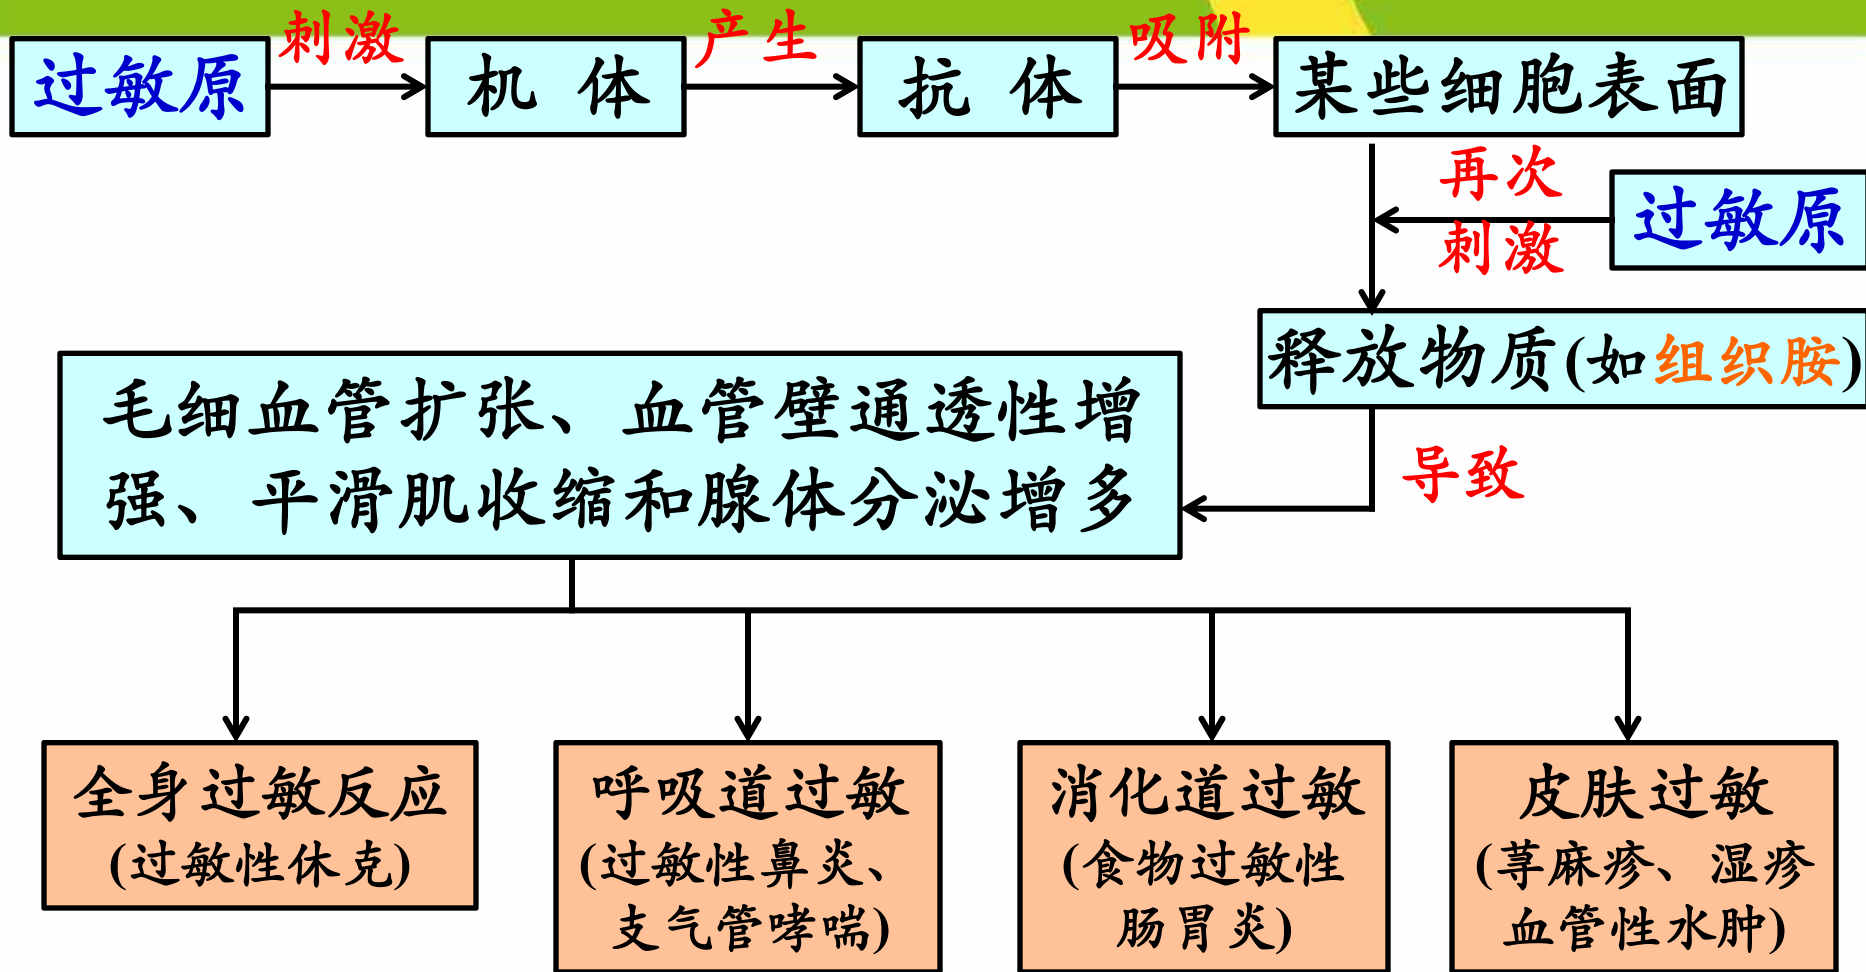 过敏原
刺激
机 体
产生
抗 体
吸附
某些细胞表面
再次
刺激
过敏原
释放物质(如组织胺)
导致
毛细血管扩张、血管壁通透性增
强、平滑肌收缩和腺体分泌增多
全身过敏反应
(过敏性休克)
呼吸道过敏
(过敏性鼻炎、
支气管哮喘)
消化道过敏
(食物过敏性
肠胃炎)
皮肤过敏
(荨麻疹、湿疹
血管性水肿)